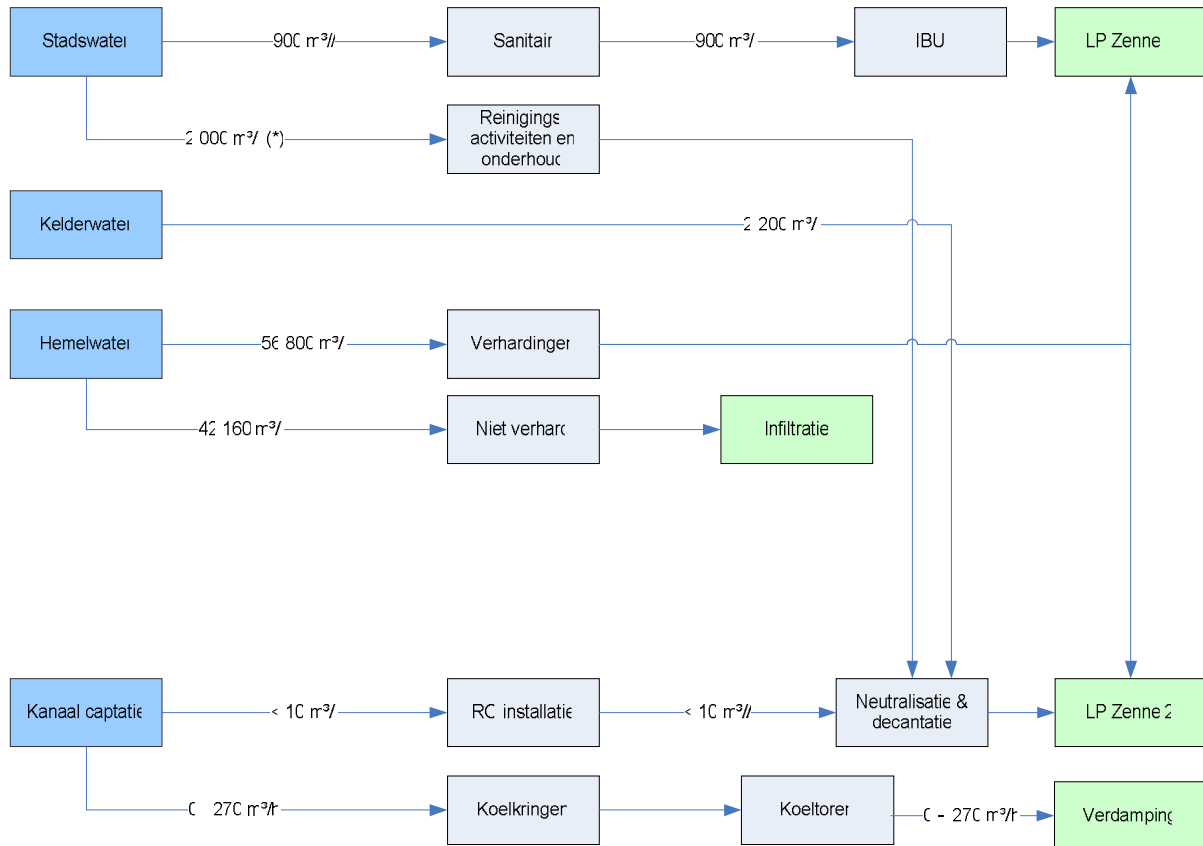 Stadswater
900 m³//
Sanitair
900 m³/
IBU
LP Zenne
2 000 m³/ (*)
Reinigings
activiteiten en
onderhoud
Kelderwater
2 200 m³/
Hemelwater
56 800 m³/
Verhardingen
42 160 m³/
Niet verhard
Infiltratie
Kanaal captatie
< 10 m³/
RO installatie
< 10 m³//
Neutralisatie &
decantatie
LP Zenne 2
0 - 270 m³/h
Koelkringen
Koeltoren
0 - 270 m³/h
Verdamping